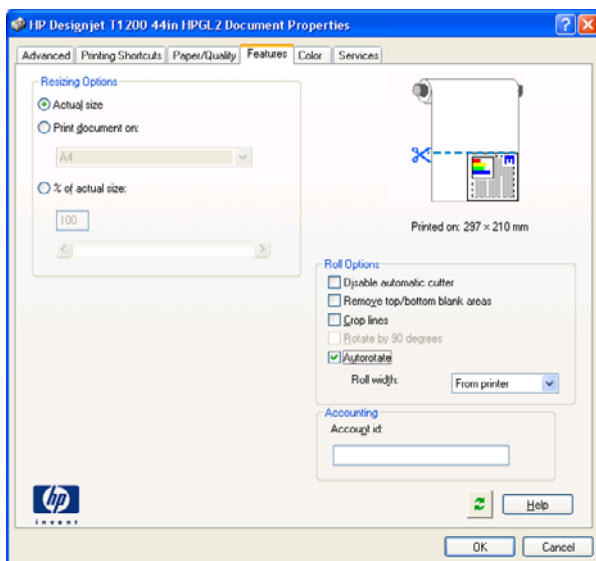 HP Designjet T1200 44in HPGL2 Document Properties
Advanced
Printing Shortcuts
Paper/Quality
Features
Color
Services
Resizing Options
Actual size
Print document on:
A4
% of actual size:
100
Printed on: 297 × 210 mm
Roll Options
Disable automatic cutter
Remove top/bottom blank areas
Crop lines
Rotate by 90 degrees
Autorotate
Roll width:
From printer
Accounting
Account id:
hp
invent
Help
OK
Cancel